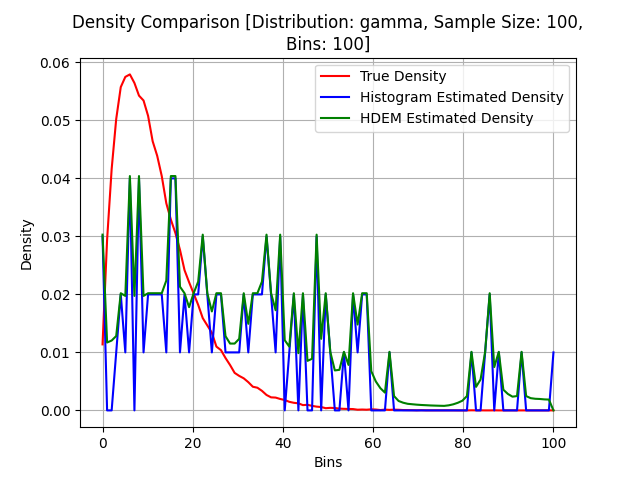 Density Comparison [Distribution: gamma, Sample Size: 100,
Bins: 100]
True Density
Histogram Estimated Density
HDEM Estimated Density
Density
0.06
0.05
0.04
0.03
0.02
0.01
0.00
0
20
40
60
80
100
Bins